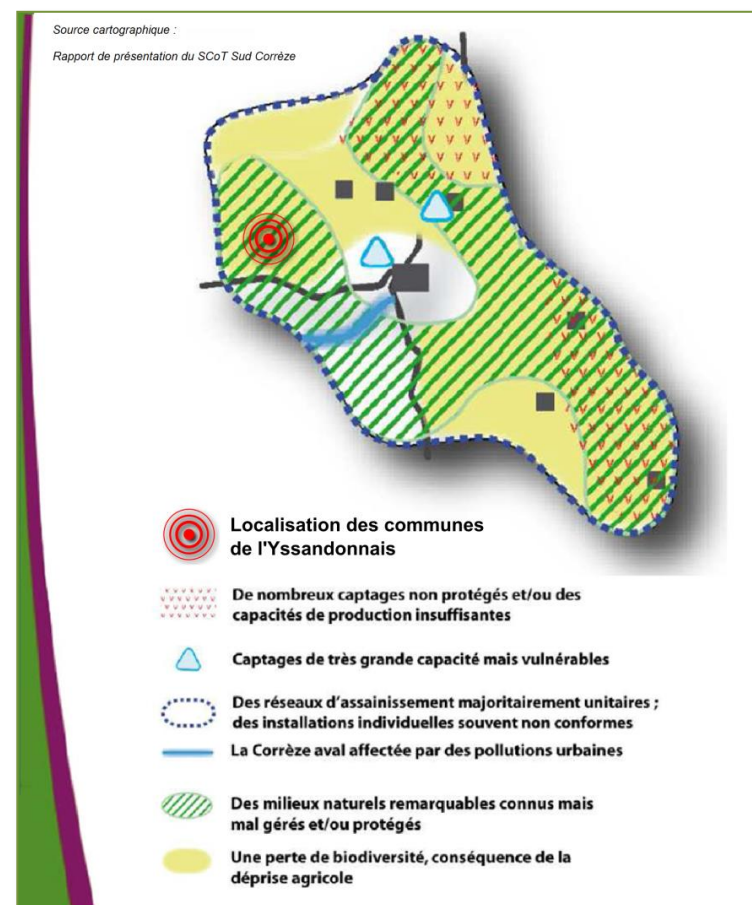 Source cartographique :
Rapport de présentation du SCoT Sud Corrèze
Localisation des communes
de l'Yssandonnais
De nombreux captages non protégés et/ou des
capacités de production insuffisantes
Captages de très grande capacité mais vulnérables
Des réseaux d'assainissement majoritairement unitaires ;
des installations individuelles souvent non conformes
La Corrèze aval affectée par des pollutions urbaines
Des milieux naturels remarquables connus mais
mal gérés et/ou protégés
Une perte de biodiversité, conséquence de la
déprise agricole